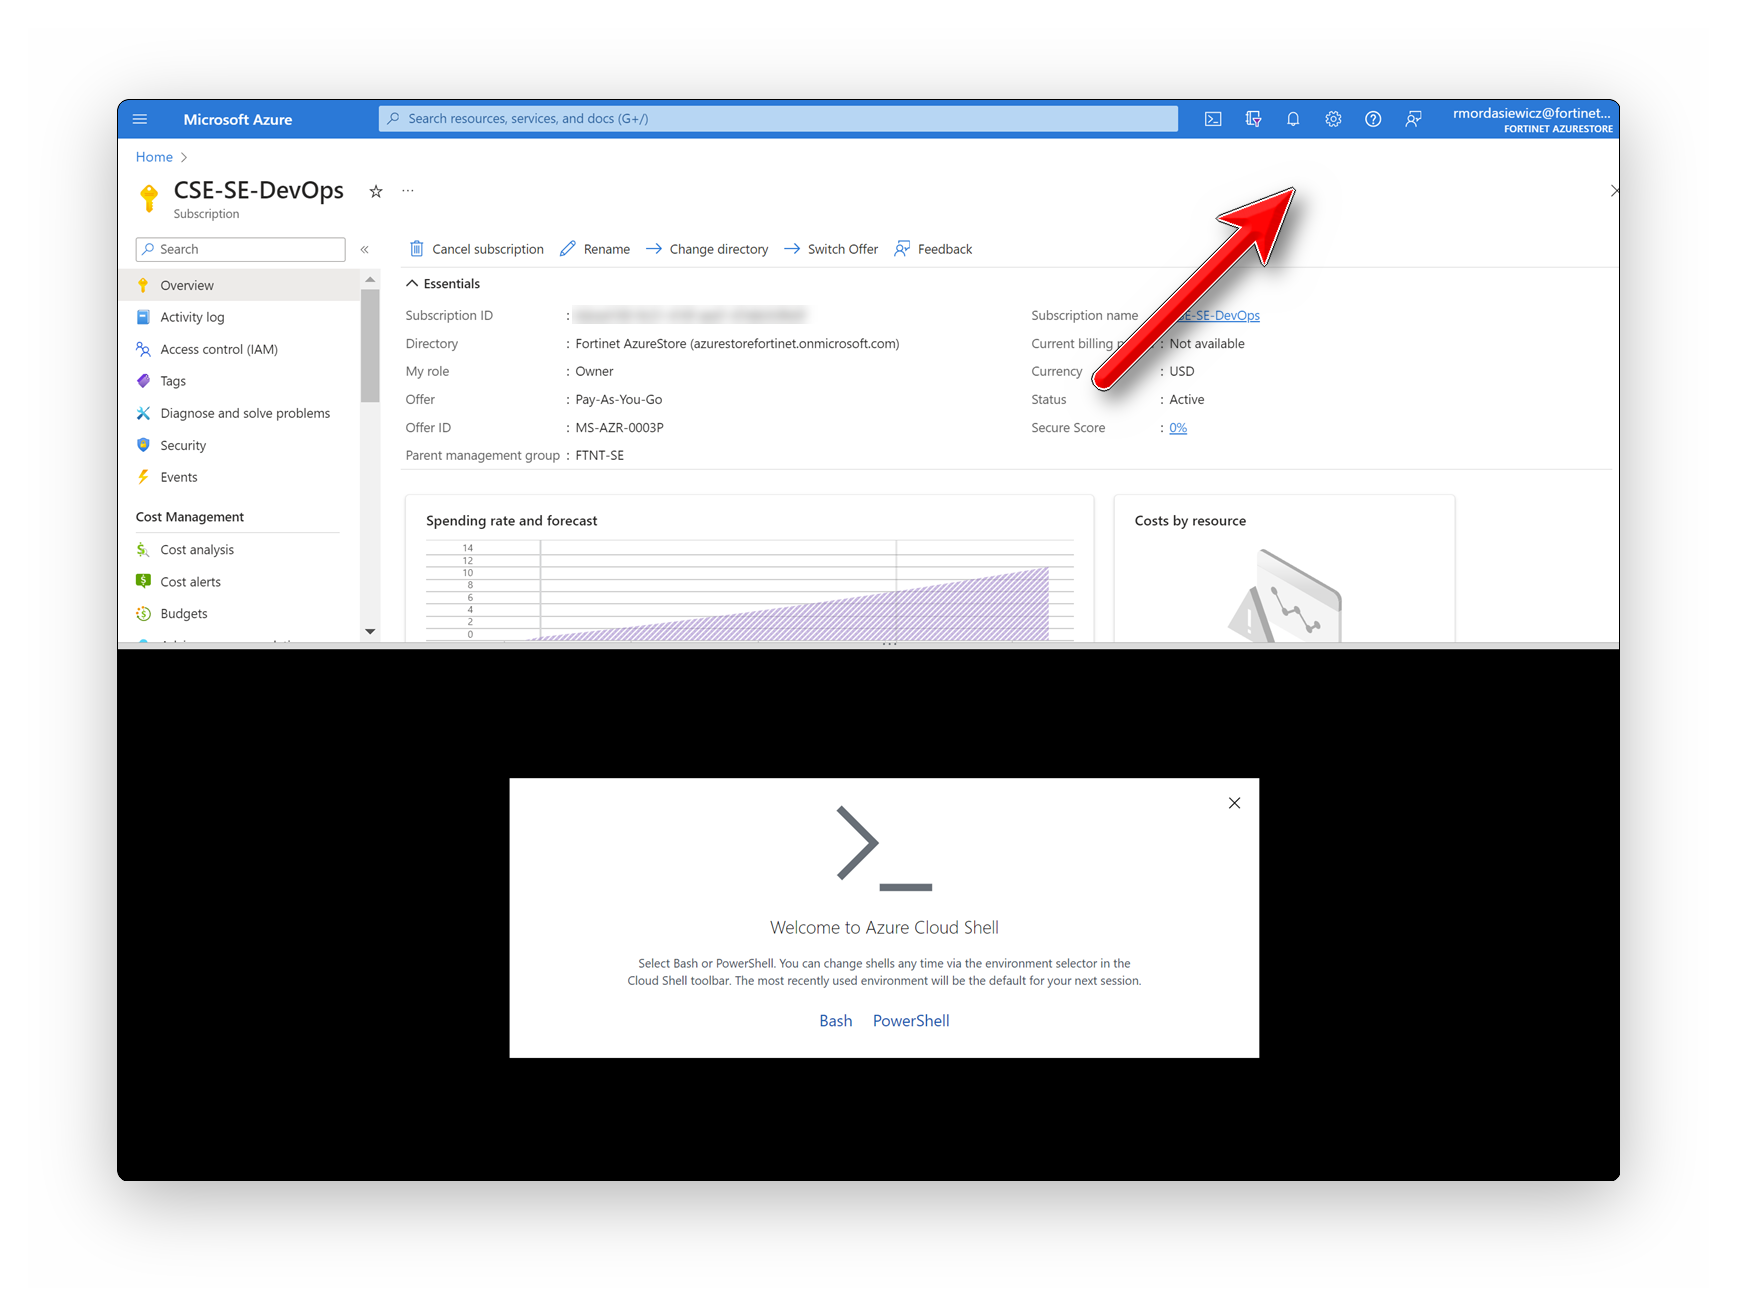 Microsoft Azure
Search resources, services, and docs (G+/)
rmordasiewicz@fortinet...
FORTINET AZURESTORE
Home
CSE-SE-DevOps
...
Subscription
Search
«
Cancel subscription
Rename
Change directory
Switch Offer
Feedback
Overview
Activity log
Access control (IAM)
Tags
Diagnose and solve problems
Security
Events
Cost Management
Cost analysis
Cost alerts
Budgets
Essentials
Subscription ID :
Directory : Fortinet AzureStore (azurestorefortinet.onmicrosoft.com)
My role : Owner
Offer : Pay-As-You-Go
Offer ID : MS-AZR-0003P
Parent management group : FTNT-SE
Subscription name SE-SE-DevOps
Current billing : Not available
Currency : USD
Status : Active
Secure Score : 0%
Spending rate and forecast
14
12
10
8
6
4
2
0
Costs by resource
Welcome to Azure Cloud Shell
Select Bash or PowerShell. You can change shells any time via the environment selector in the
Cloud Shell toolbar. The most recently used environment will be the default for your next session.
Bash PowerShell